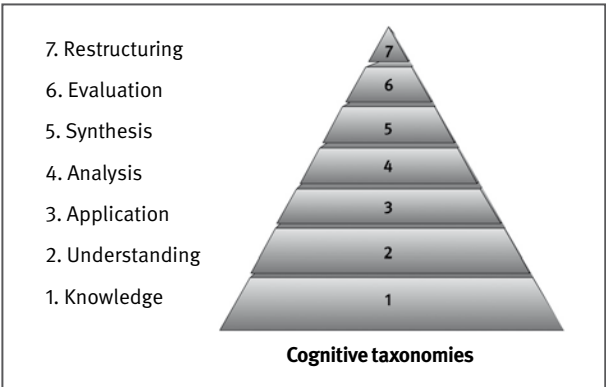 7. Restructuring
6. Evaluation
5. Synthesis
4. Analysis
3. Application
2. Understanding
1. Knowledge
7
6
5
4
3
2
1
Cognitive taxonomies